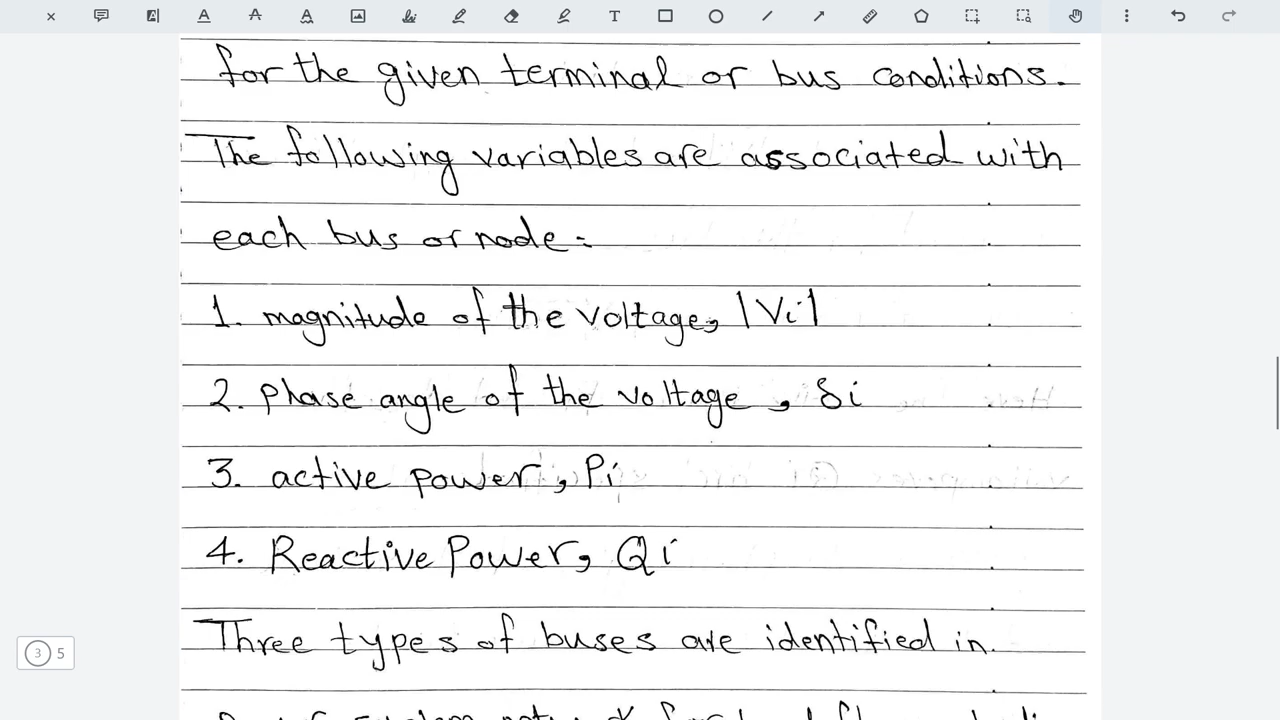 for the given terminal or bus conditions.
The following variables are associated with
each bus or node:
1. magnitude of the voltage, |Vi|
2. Phase angle of the voltage, δi
3. active power, Pi
4. Reactive Power, Qi
Three types of buses are identified in.
3 5